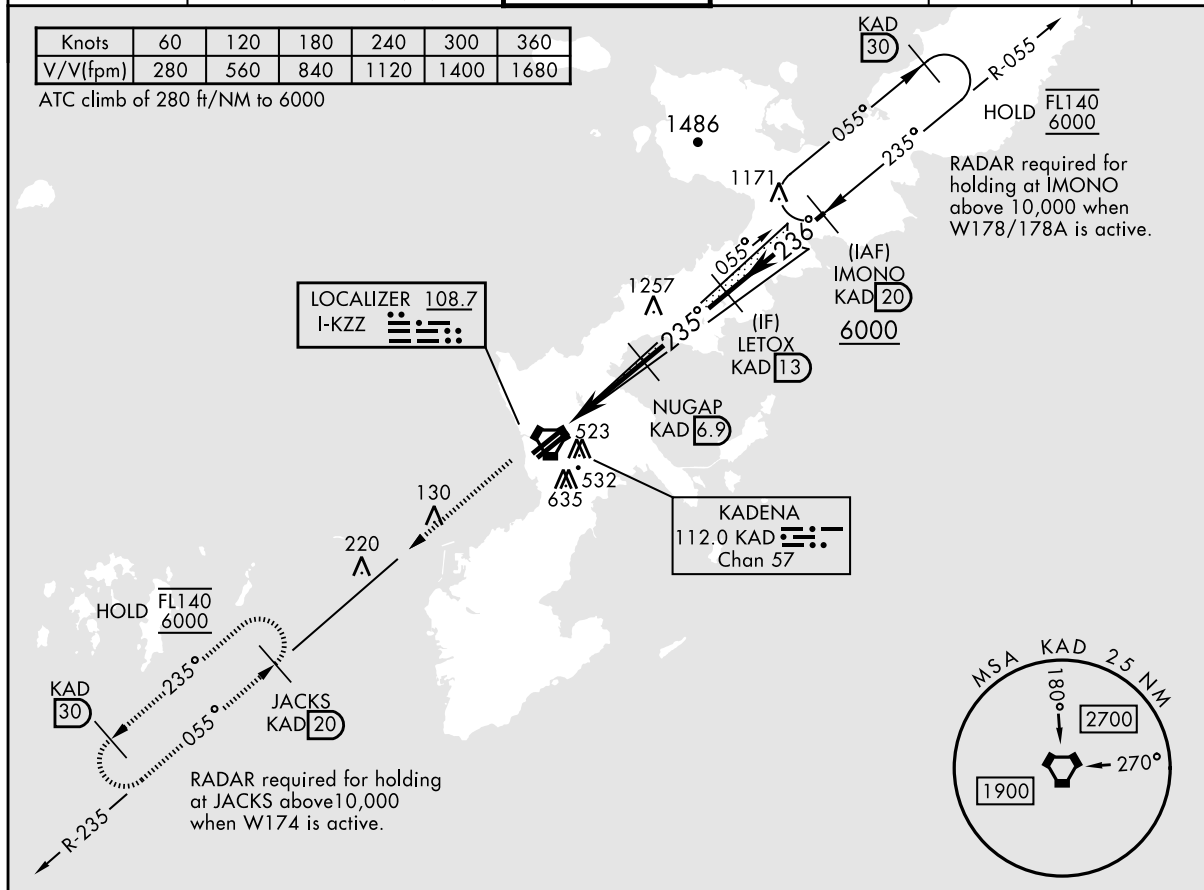 Knots 60 120 180 240 300 360
V/V(fpm) 280 560 840 1120 1400 1680
ATC climb of 280 ft/NM to 6000
KAD
30
R-055
HOLD FL140
6000
055°
235°
1486
1171
RADAR required for
holding at IMONO
above 10,000 when
W178/178A is active.
055°
236°
(IAF)
IMONO
KAD 20
6000
1257
235°
(IF)
LETOX
KAD 13
LOCALIZER 108.7
I-KZZ
NUGAP
KAD 6.9
523
532
635
130
220
KADENA
112.0 KAD
Chan 57
HOLD FL140
6000
235°
055°
KAD
30
JACKS
KAD 20
R-235
RADAR required for holding
at JACKS above10,000
when W174 is active.
MSA KAD 25 NM
180°
2700
270°
1900